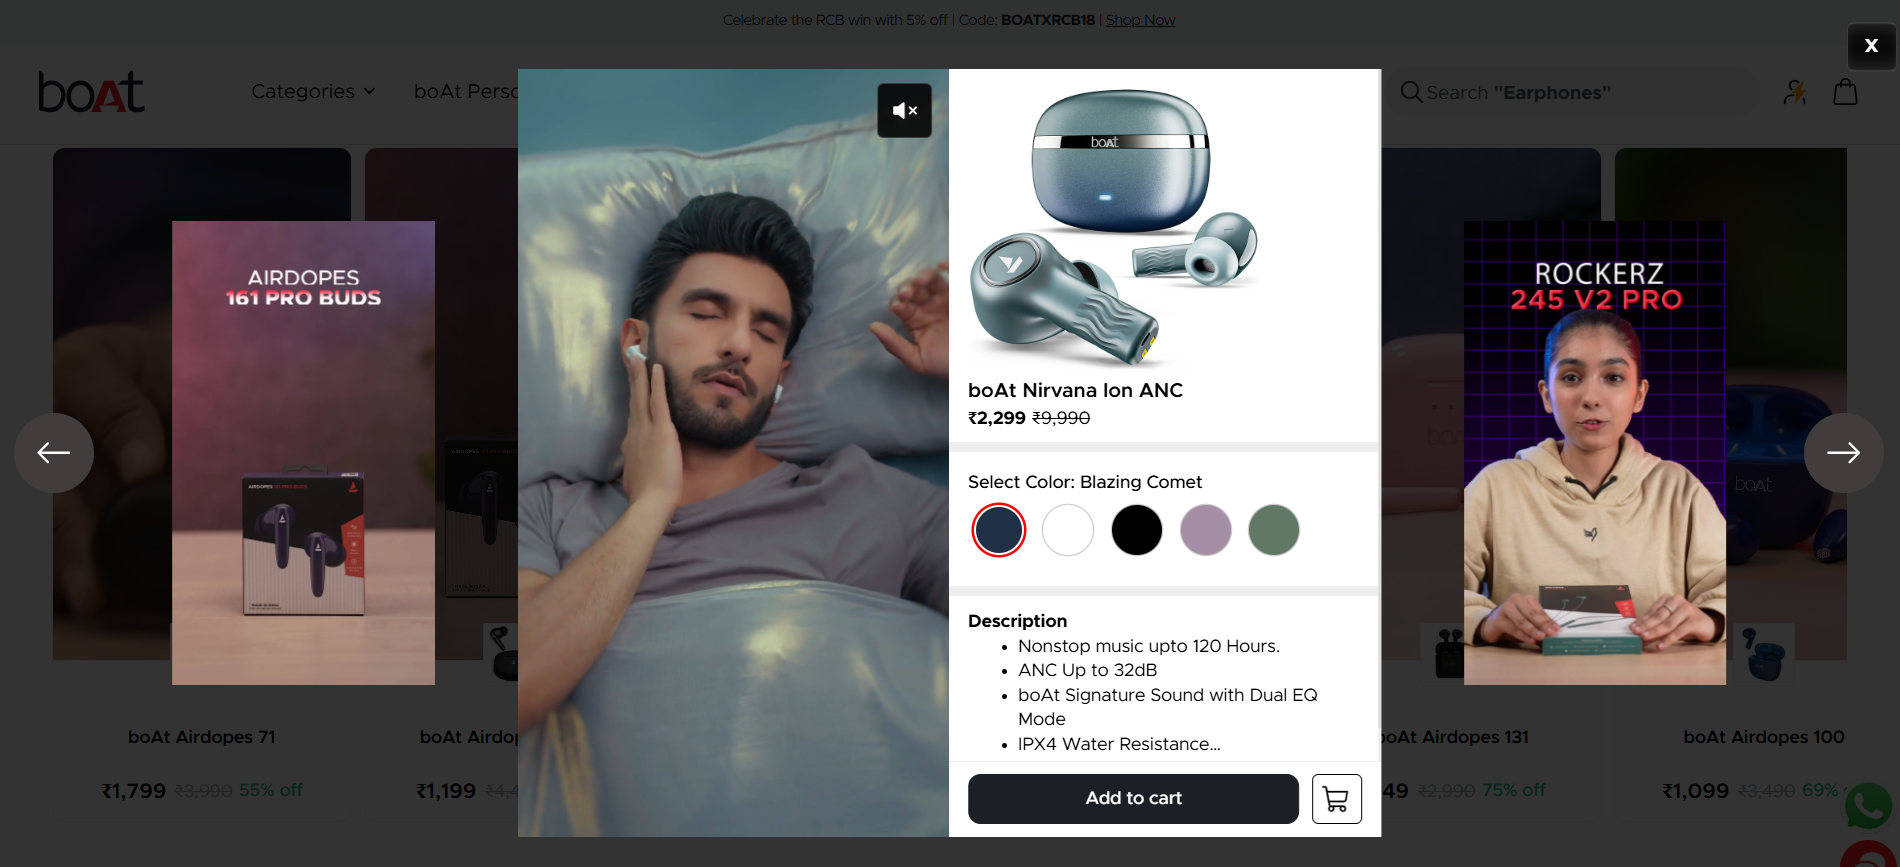 Celebrate the RCB win with 5% off | Code: BOATXRCB18 | Shop Now
X
boAt
Categories
boAt Perso
Search "Earphones"
AIRDOPES
161 PRO BUDS
boAt
ROCKERZ
245 V2 PRO
boAt Nirvana Ion ANC
₹2,299 ₹9,990
Select Color: Blazing Comet
Description
• Nonstop music upto 120 Hours.
• ANC Up to 32dB
• boAt Signature Sound with Dual EQ
Mode
• IPX4 Water Resistance...
Add to cart
boAt Airdopes 71
₹1,799 ₹3,990 55% off
boAt Airdop
₹1,199 ₹4,4
boAt Airdopes 131
49 ₹2,990 75% off
boAt
boAt Airdopes 100
₹1,099 ₹3,490 69%